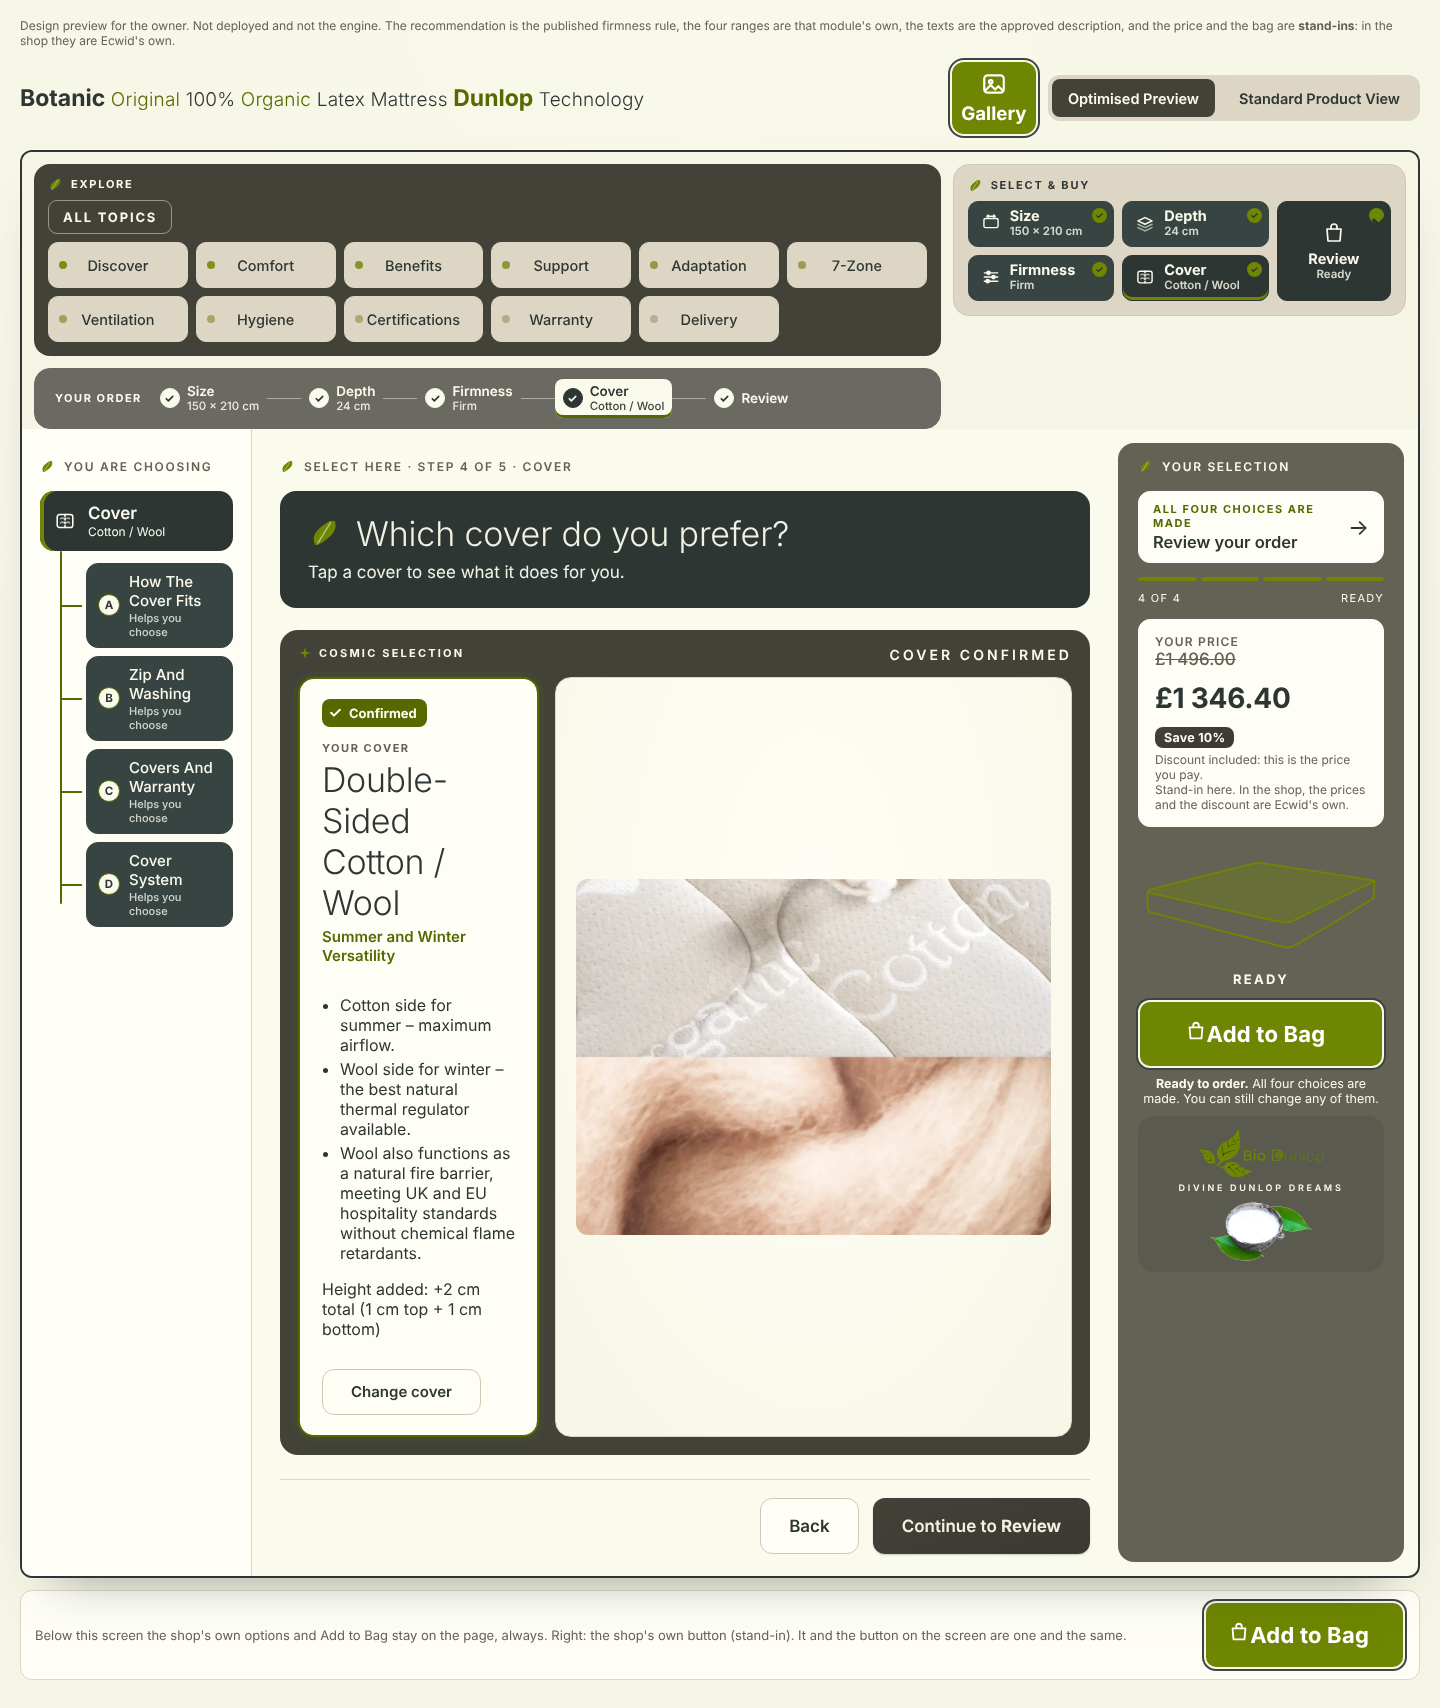 Design preview for the owner. Not deployed and not the engine. The recommendation is the published firmness rule, the four ranges are that module's own, the texts are the approved description, and the price and the bag are stand-ins: in the
shop they are Ecwid's own.
Botanic Original 100% Organic Latex Mattress Dunlop Technology
Gallery
Optimised Preview
Standard Product View
EXPLORE
ALL TOPICS
Discover
Comfort
Benefits
Support
Adaptation
7-Zone
Ventilation
Hygiene
Certifications
Warranty
Delivery
SELECT & BUY
Size
150 × 210 cm
Depth
24 cm
Firmness
Firm
Cover
Cotton / Wool
Review
Ready
YOUR ORDER
Size
150 × 210 cm
Depth
24 cm
Firmness
Firm
Cover
Cotton / Wool
Review
YOU ARE CHOOSING
Cover
Cotton / Wool
A
How The
Cover Fits
Helps you
choose
B
Zip And
Washing
Helps you
choose
C
Covers And
Warranty
Helps you
choose
D
Cover
System
Helps you
choose
SELECT HERE · STEP 4 OF 5 · COVER
Which cover do you prefer?
Tap a cover to see what it does for you.
COSMIC SELECTION
COVER CONFIRMED
Confirmed
YOUR COVER
Double-
Sided
Cotton /
Wool
Summer and Winter
Versatility
• Cotton side for
summer – maximum
airflow.
• Wool side for winter –
the best natural
thermal regulator
available.
• Wool also functions as
a natural fire barrier,
meeting UK and EU
hospitality standards
without chemical flame
retardants.
Height added: +2 cm
total (1 cm top + 1 cm
bottom)
Change cover
ganic Cotton
Back
Continue to Review
YOUR SELECTION
ALL FOUR CHOICES ARE
MADE
Review your order
4 OF 4
READY
YOUR PRICE
£1 496.00
£1 346.40
Save 10%
Discount included: this is the price
you pay.
Stand-in here. In the shop, the prices
and the discount are Ecwid's own.
READY
Add to Bag
Ready to order. All four choices are
made. You can still change any of them.
Bio Dunlop
DIVINE DUNLOP DREAMS
Below this screen the shop's own options and Add to Bag stay on the page, always. Right: the shop's own button (stand-in). It and the button on the screen are one and the same.
Add to Bag